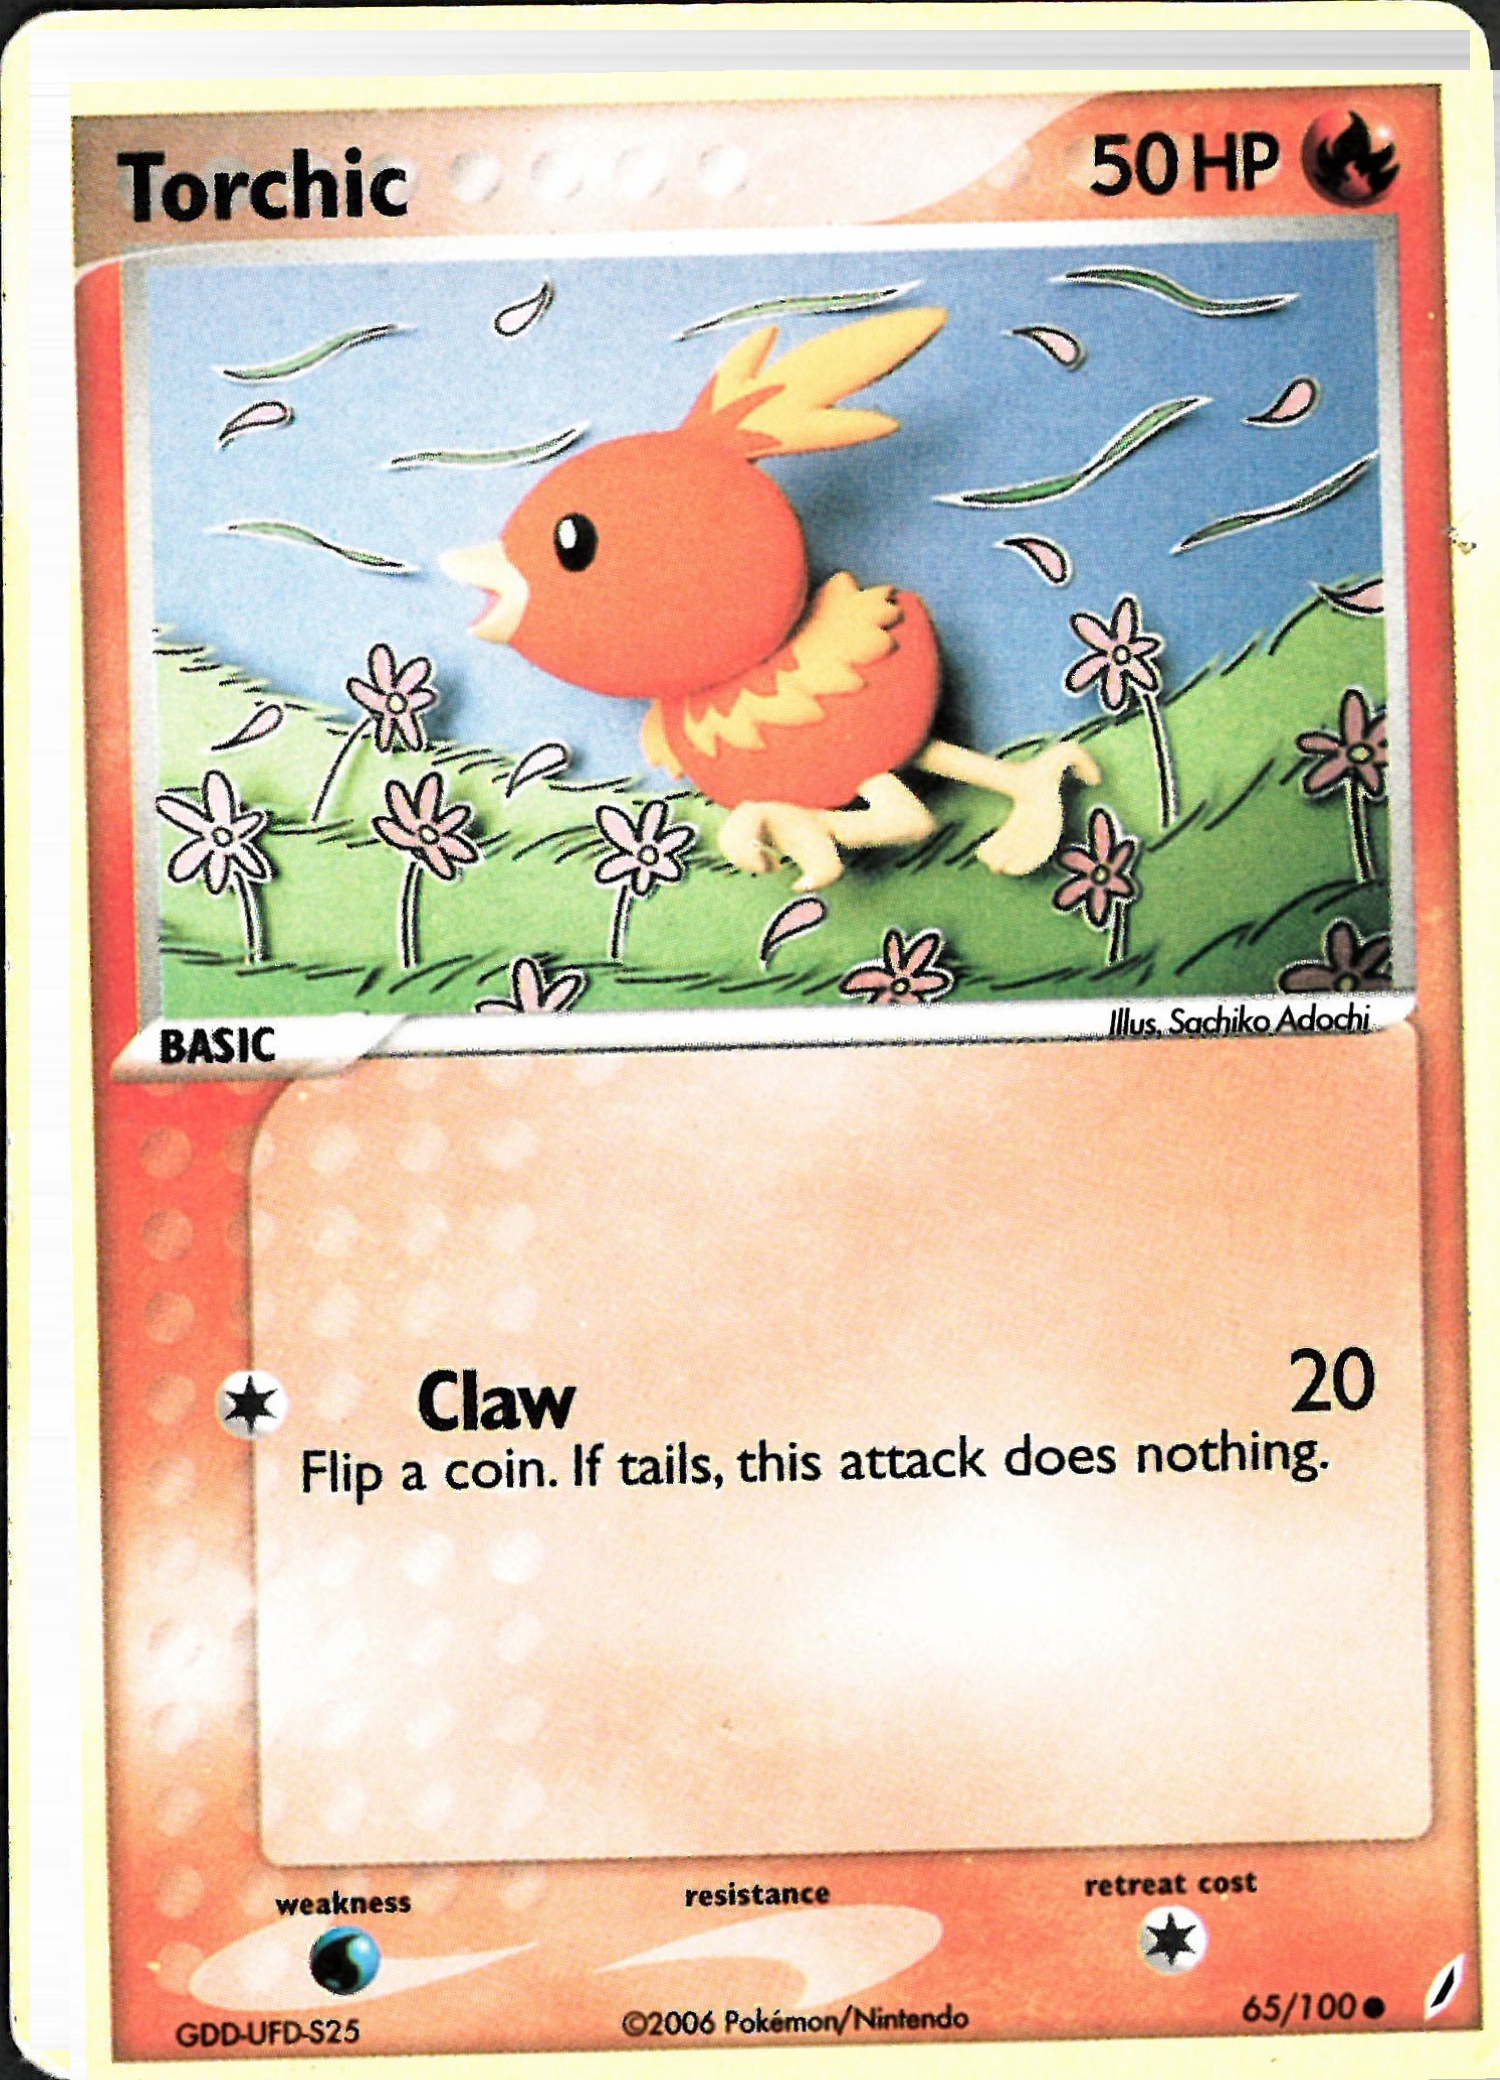 Torchic
50 HP
BASIC
Illus. Sachiko Adochi
Claw
20
Flip a coin. If tails, this attack does nothing.
weakness
resistance
retreat cost
GDD-UFD-S25
©2006 Pokémon/Nintendo
65/100